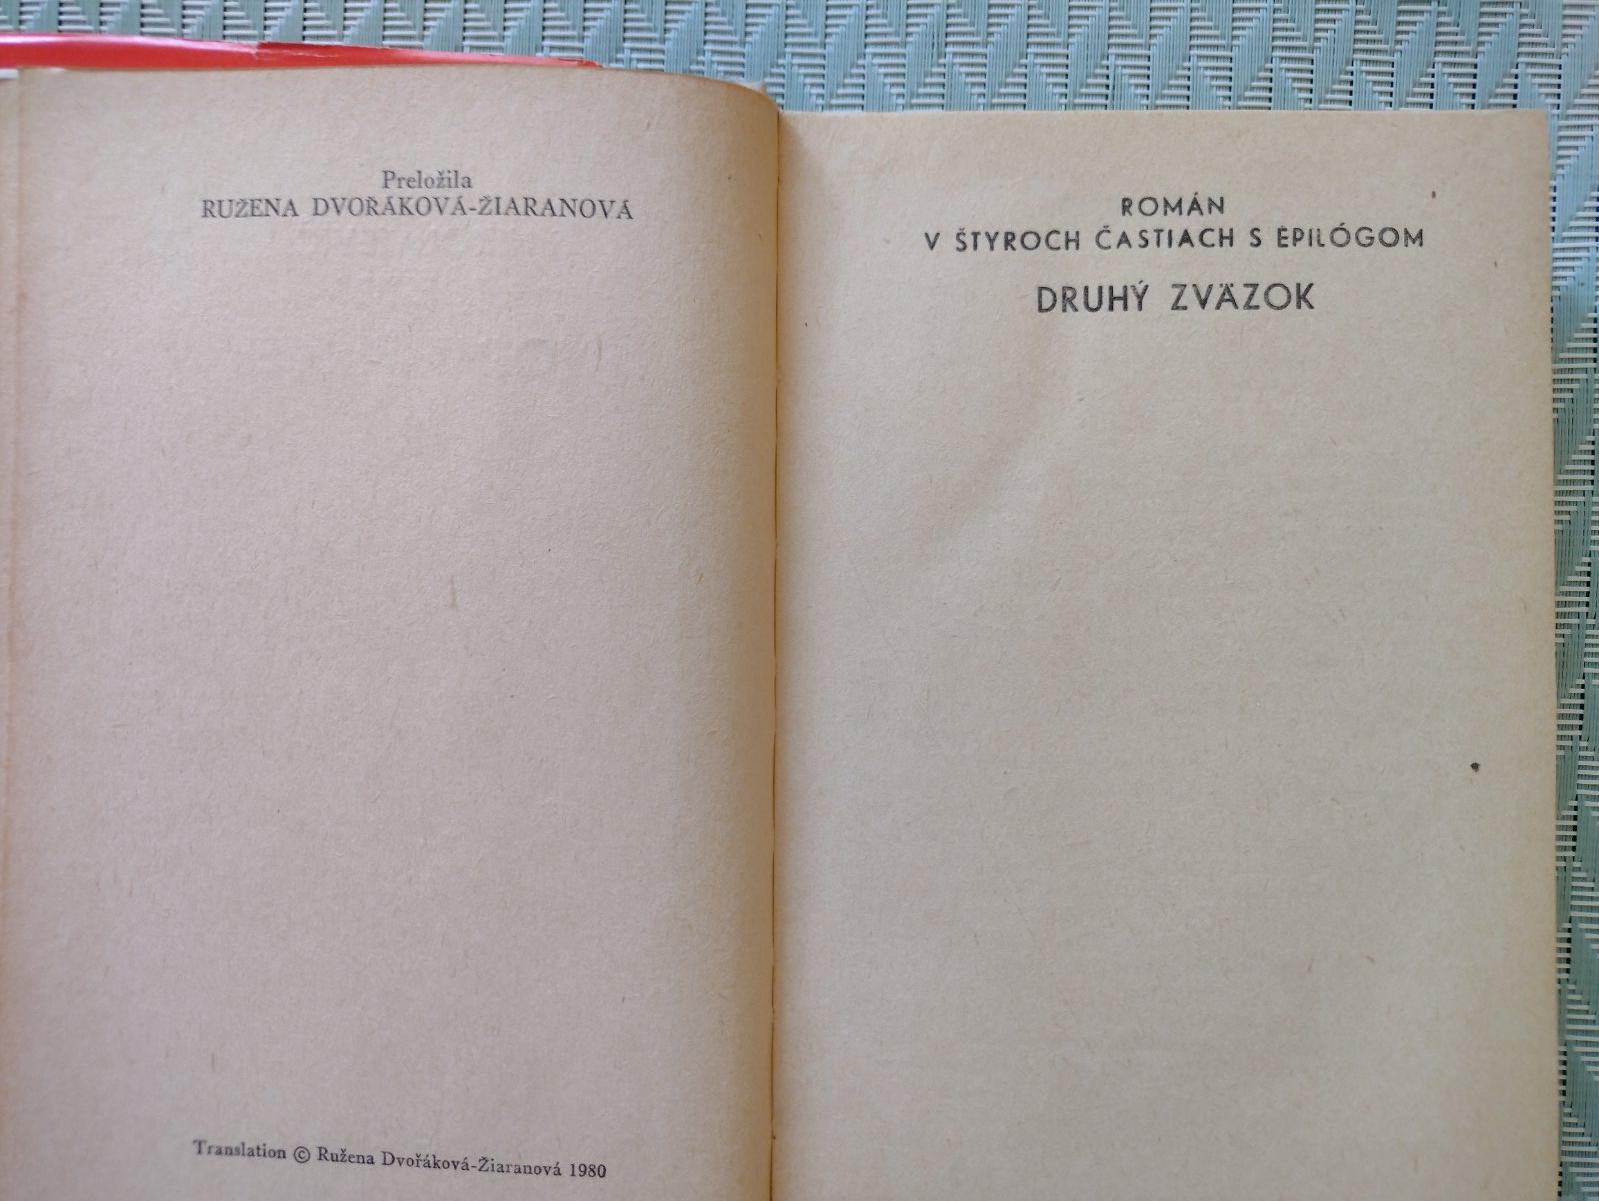 Preložila
RUŽENA DVOŘÁKOVÁ-ŽIARANOVÁ
Translation © Ružena Dvořáková-Žiaranová 1980
ROMÁN
V ŠTYROCH ČASTIACH S EPILÓGOM
DRUHÝ ZVÄZOK